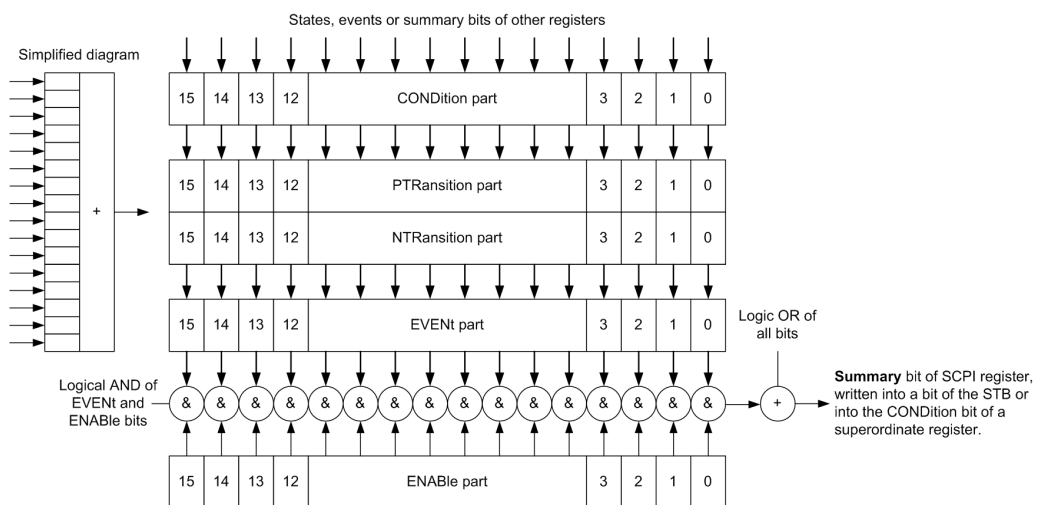 States, events or summary bits of other registers
Simplified diagram
15 14 13 12 CONDition part 3 2 1 0
15 14 13 12 PTRansition part 3 2 1 0
+
15 14 13 12 NTRansition part 3 2 1 0
15 14 13 12 EVENt part 3 2 1 0
Logic OR of
all bits
Logical AND of
EVENt and
ENABle bits
& & & & & & & & & & & & & & & &
+
Summary bit of SCPI register,
written into a bit of the STB or
into the CONDition bit of a
superordinate register.
15 14 13 12 ENABle part 3 2 1 0